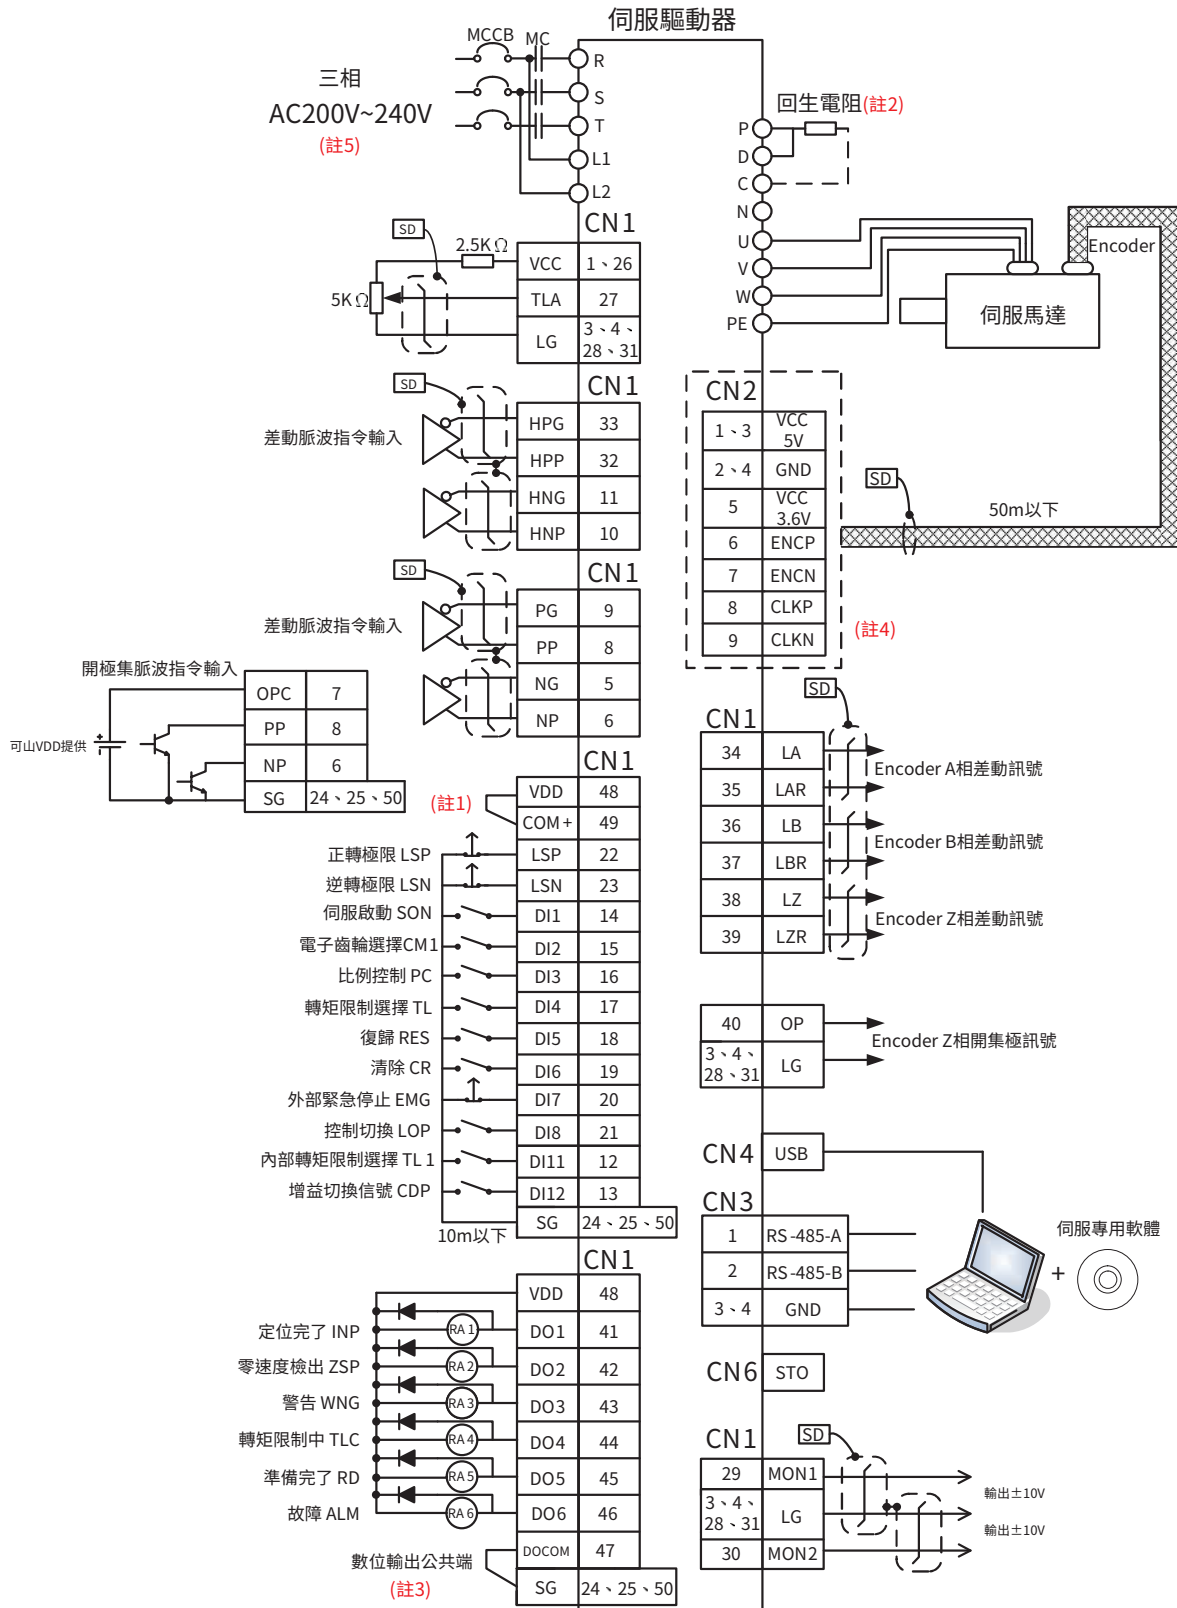 伺服驅動器
MCCB
MC
R
S
T
L1
L2
三相
AC200V~240V
(註5)
回生電阻(註2)
P
D
C
N
U
V
W
PE
Encoder
伺服馬達
CN1
SD
2.5KΩ
5KΩ
VCC 1、26
TLA 27
LG 3、4、
28、31
CN1
SD
差動脈波指令輸入
HPG 33
HPP 32
HNG 11
HNP 10
CN1
SD
差動脈波指令輸入
PG 9
PP 8
NG 5
NP 6
開極集脈波指令輸入
可山VDD提供
OPC 7
PP 8
NP 6
SG 24、25、50
CN1
(註1)
VDD 48
COM+ 49
正轉極限 LSP LSP 22
逆轉極限 LSN LSN 23
伺服啟動 SON DI1 14
電子齒輪選擇CM1 DI2 15
比例控制 PC DI3 16
轉矩限制選擇 TL DI4 17
復歸 RES DI5 18
清除 CR DI6 19
外部緊急停止 EMG DI7 20
控制切換 LOP DI8 21
內部轉矩限制選擇 TL1 DI11 12
增益切換信號 CDP DI12 13
10m以下 SG 24、25、50
CN1
VDD 48
定位完了 INP RA1 DO1 41
零速度檢出 ZSP RA2 DO2 42
警告 WNG RA3 DO3 43
轉矩限制中 TLC RA4 DO4 44
準備完了 RD RA5 DO5 45
故障 ALM RA6 DO6 46
DOCOM 47
數位輸出公共端
(註3)
SG 24、25、50
CN2
1、3 VCC
5V
2、4 GND
5 VCC
3.6V
6 ENCP
7 ENCN
8 CLKP
9 CLKN
(註4)
SD
50m以下
CN1
SD
34 LA
35 LAR
Encoder A相差動訊號
36 LB
37 LBR
Encoder B相差動訊號
38 LZ
39 LZR
Encoder Z相差動訊號
40 OP
3、4、
28、31 LG
Encoder Z相開集極訊號
CN4 USB
CN3
1 RS-485-A
2 RS-485-B
3、4 GND
伺服專用軟體
+
CN6 STO
CN1
SD
29 MON1
3、4、
28、31 LG
30 MON2
輸出±10V
輸出±10V